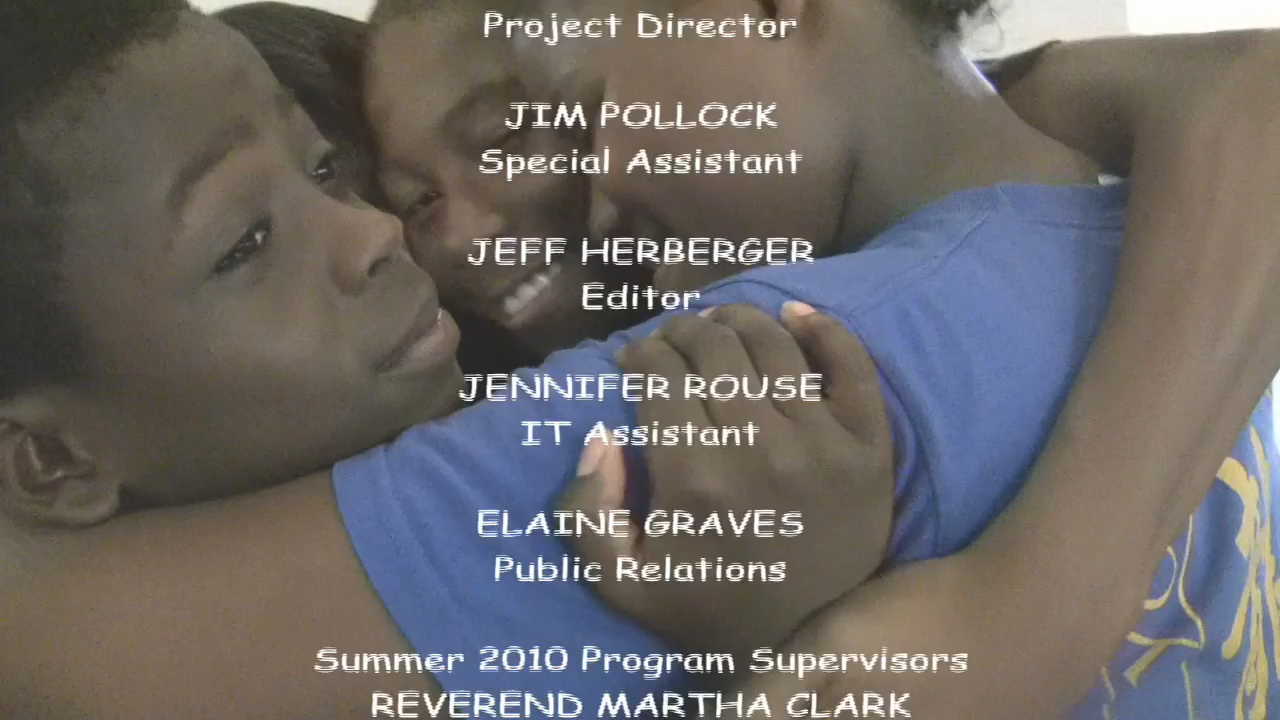 Project Director
JIM POLLOCK
Special Assistant
JEFF HERBERGER
Editor
JENNIFER ROUSE
IT Assistant
ELAINE GRAVES
Public Relations
Summer 2010 Program Supervisors
REVEREND MARTHA CLARK